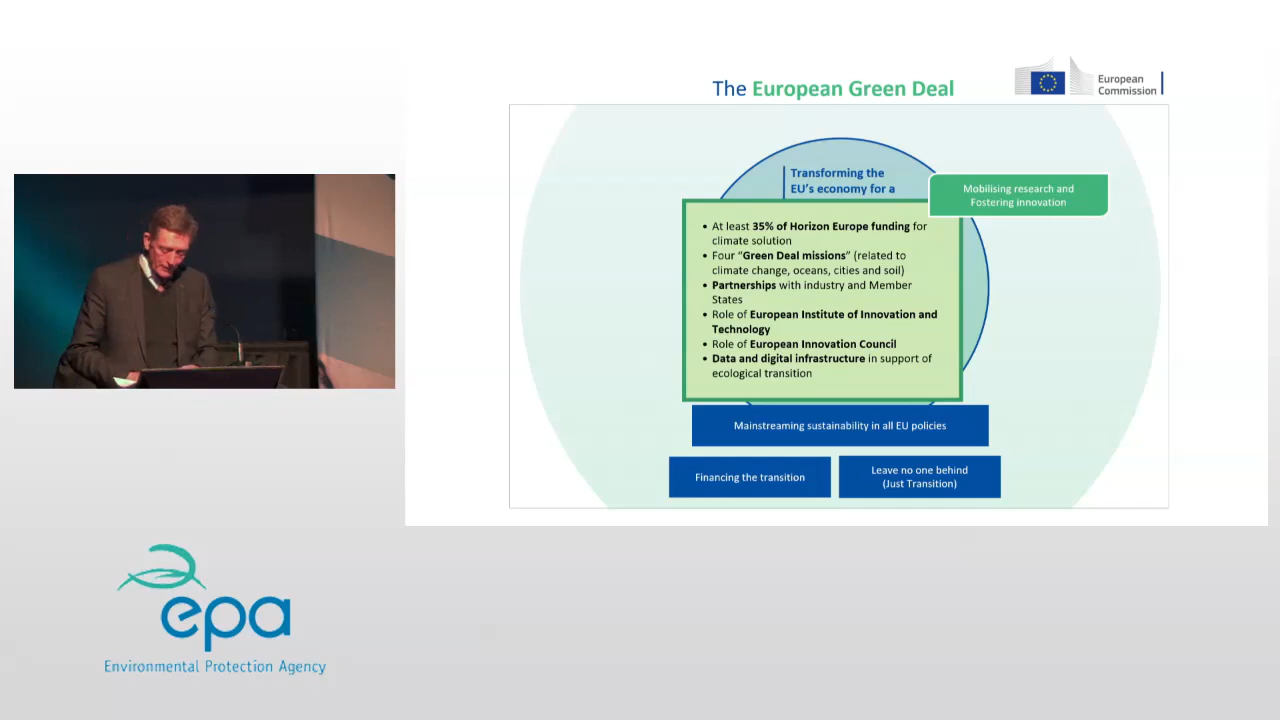 The European Green Deal
European
Commission
Transforming the
EU's economy for a
Mobilising research and
Fostering innovation
• At least 35% of Horizon Europe funding for
climate solution
• Four "Green Deal missions" (related to
climate change, oceans, cities and soil)
• Partnerships with industry and Member
States
• Role of European Institute of Innovation and
Technology
• Role of European Innovation Council
• Data and digital infrastructure in support of
ecological transition
Mainstreaming sustainability in all EU policies
Financing the transition
Leave no one behind
(Just Transition)
epa
Environmental Protection Agency